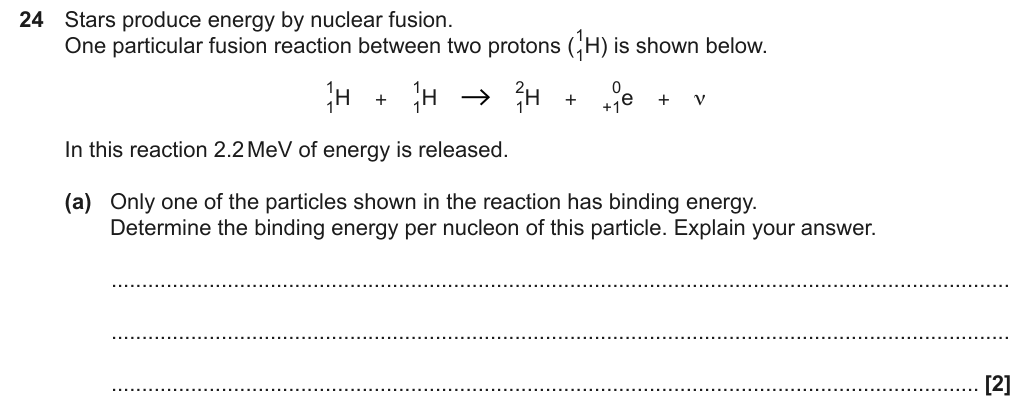 24 Stars produce energy by nuclear fusion.
One particular fusion reaction between two protons (¹₁H) is shown below.
¹₁H + ¹₁H → ²₁H + ⁰₊₁e + ν
In this reaction 2.2 MeV of energy is released.
(a) Only one of the particles shown in the reaction has binding energy.
Determine the binding energy per nucleon of this particle. Explain your answer.
..........................................................................................
..........................................................................................
.......................................................................................... [2]